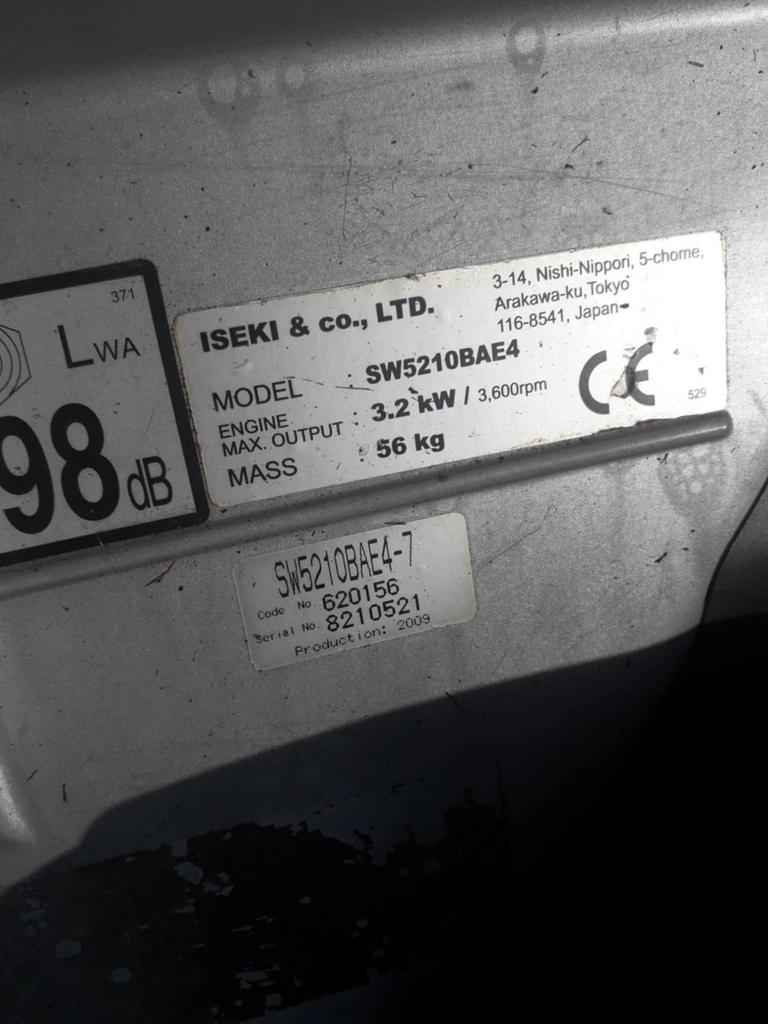 371
LWA
98 dB
ISEKI & co., LTD.
3-14, Nishi-Nippori, 5-chome,
Arakawa-ku,Tokyo
116-8541, Japan
MODEL : SW5210BAE4
ENGINE
MAX. OUTPUT : 3.2 kW / 3,600rpm
MASS : 56 kg
CE
529
SW5210BAE4-7
Code No. 620156
Serial No. 8210521
Production: 2009